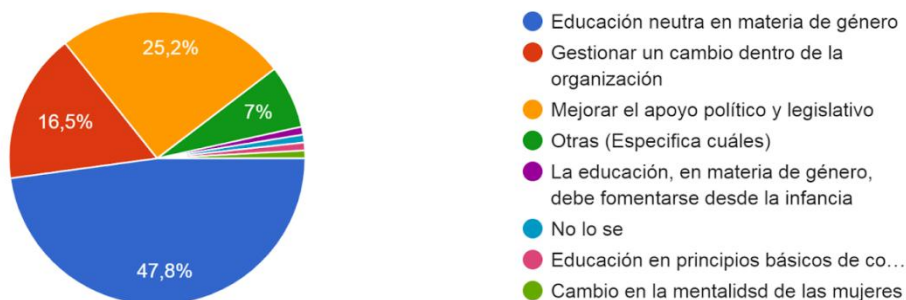 25,2%
7%
16,5%
47,8%
Educación neutra en materia de género
Gestionar un cambio dentro de la
organización
Mejorar el apoyo político y legislativo
Otras (Especifica cuáles)
La educación, en materia de género,
debe fomentarse desde la infancia
No lo se
Educación en principios básicos de co…
Cambio en la mentalidsd de las mujeres